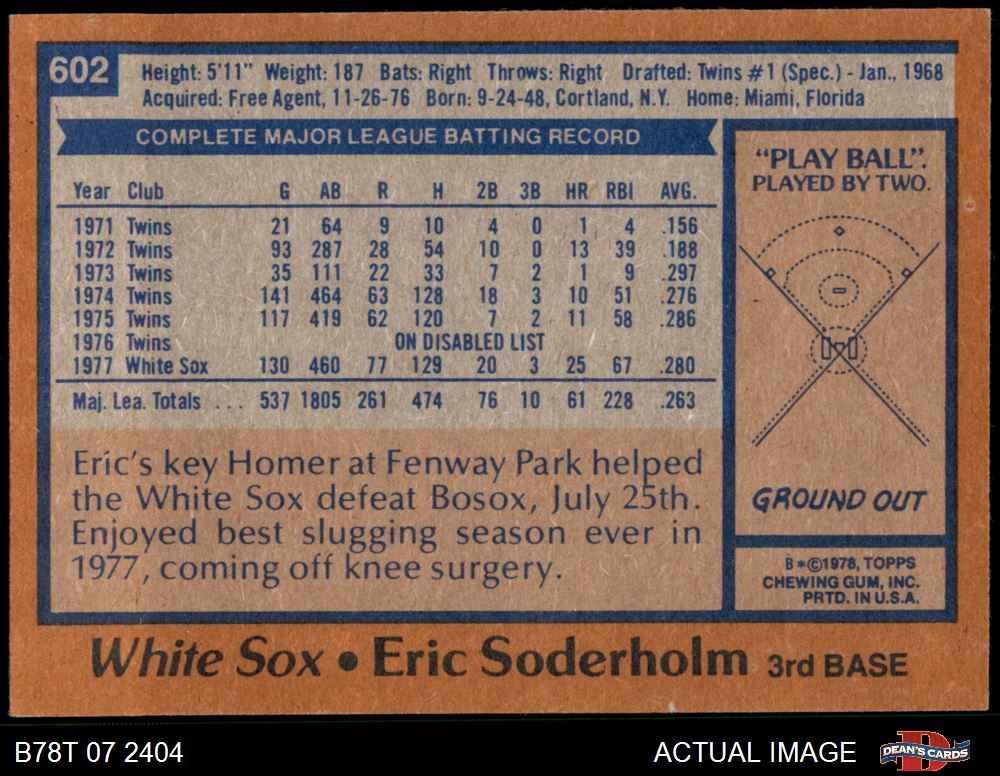 602
Height: 5'11" Weight: 187 Bats: Right Throws: Right Drafted: Twins #1 (Spec.) - Jan., 1968
Acquired: Free Agent, 11-26-76 Born: 9-24-48, Cortland, N.Y. Home: Miami, Florida
COMPLETE MAJOR LEAGUE BATTING RECORD
Year Club G AB R H 2B 3B HR RBI AVG.
1971 Twins 21 64 9 10 4 0 1 4 .156
1972 Twins 93 287 28 54 10 0 13 39 .188
1973 Twins 35 111 22 33 7 2 1 9 .297
1974 Twins 141 464 63 128 18 3 10 51 .276
1975 Twins 117 419 62 120 7 2 11 58 .286
1976 Twins ON DISABLED LIST
1977 White Sox 130 460 77 129 20 3 25 67 .280
Maj. Lea. Totals ... 537 1805 261 474 76 10 61 228 .263
Eric's key Homer at Fenway Park helped
the White Sox defeat Bosox, July 25th.
Enjoyed best slugging season ever in
1977, coming off knee surgery.
"PLAY BALL".
PLAYED BY TWO.
GROUND OUT
B*©1978, TOPPS
CHEWING GUM, INC.
PRTD. IN U.S.A.
White Sox • Eric Soderholm 3rd BASE
B78T 07 2404
ACTUAL IMAGE
D
DEAN'S CARDS